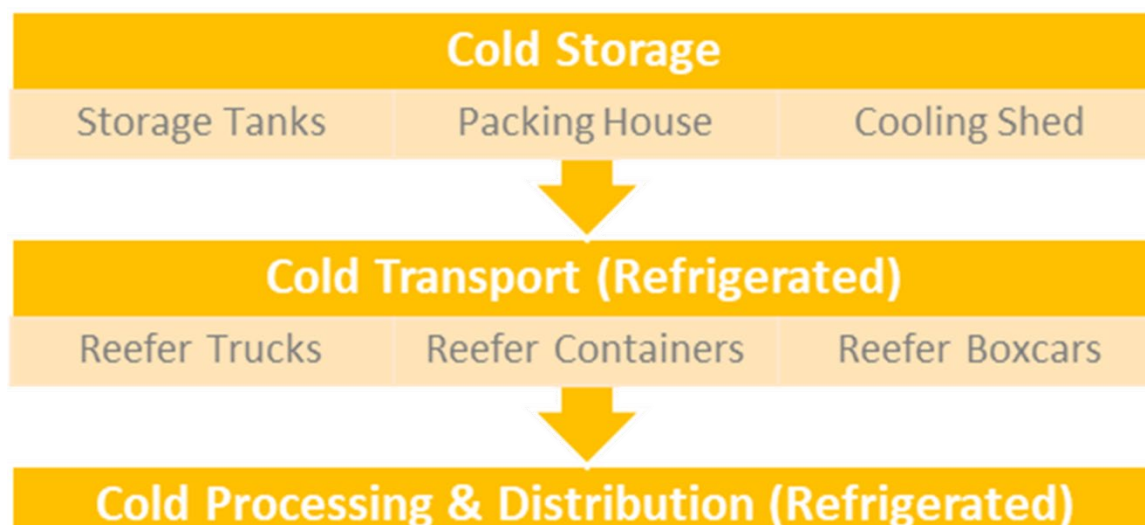 Cold Storage
Storage Tanks Packing House Cooling Shed
Cold Transport (Refrigerated)
Reefer Trucks Reefer Containers Reefer Boxcars
Cold Processing & Distribution (Refrigerated)